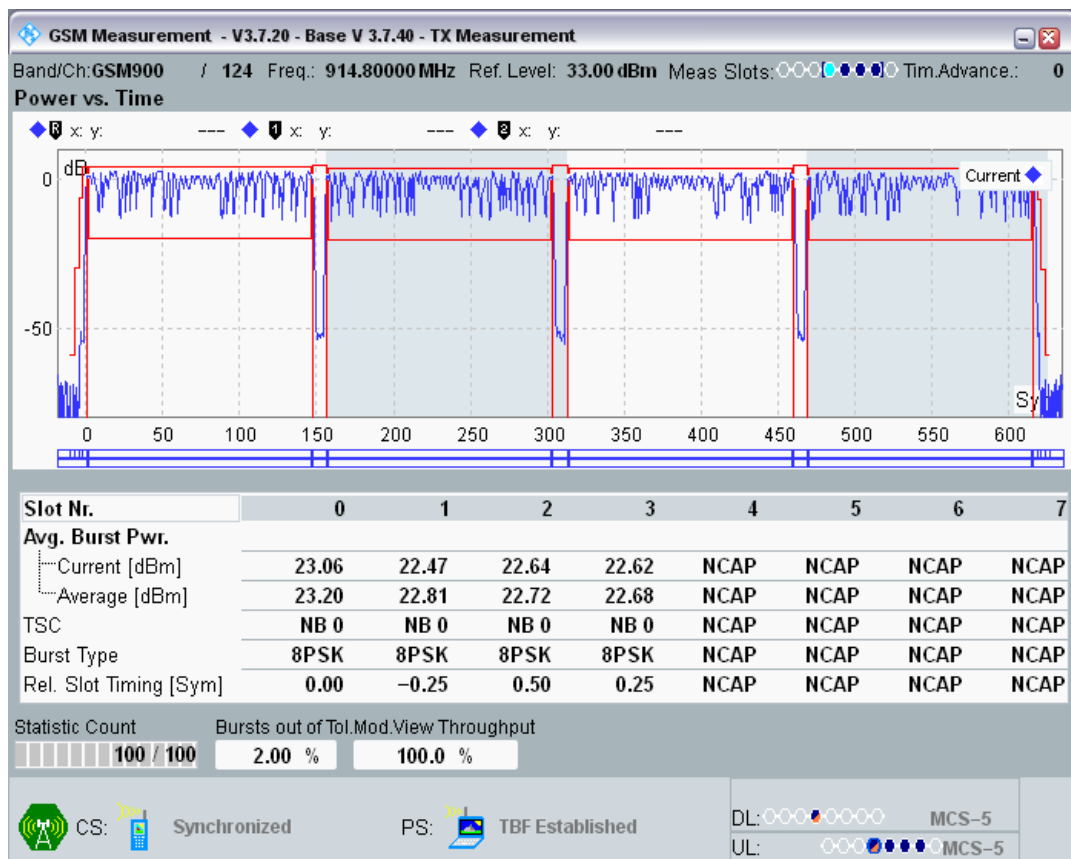 GSM Measurement - V3.7.20 - Base V 3.7.40 - TX Measurement
Band/Ch:GSM900 / 124 Freq.: 914.80000 MHz Ref. Level: 33.00 dBm Meas Slots: Tim.Advance.: 0
Power vs. Time
R x: y: --- 1 x: y: --- 2 x: y: ---
dB
Current
0
-50
Sy
0 50 100 150 200 250 300 350 400 450 500 550 600
Slot Nr. 0 1 2 3 4 5 6 7
Avg. Burst Pwr.
Current [dBm] 23.06 22.47 22.64 22.62 NCAP NCAP NCAP NCAP
Average [dBm] 23.20 22.81 22.72 22.68 NCAP NCAP NCAP NCAP
TSC NB 0 NB 0 NB 0 NB 0 NCAP NCAP NCAP NCAP
Burst Type 8PSK 8PSK 8PSK 8PSK NCAP NCAP NCAP NCAP
Rel. Slot Timing [Sym] 0.00 −0.25 0.50 0.25 NCAP NCAP NCAP NCAP
Statistic Count Bursts out of Tol.Mod.View Throughput
100 / 100 2.00 % 100.0 %
CS: Synchronized PS: TBF Established
DL: MCS−5
UL: MCS−5